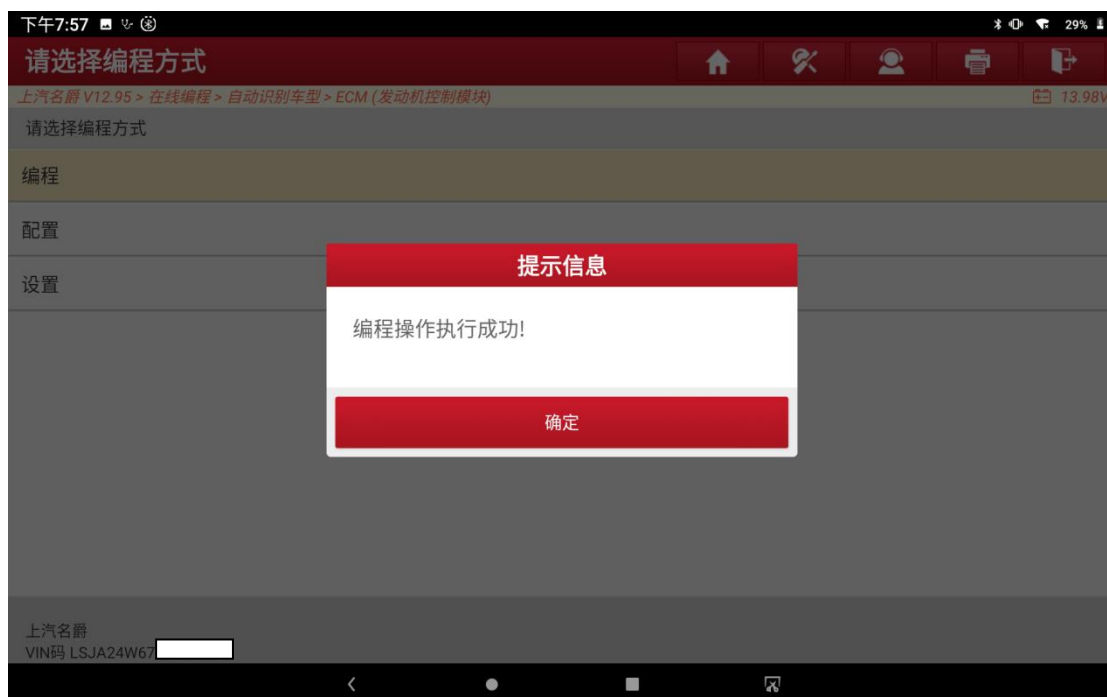 下午7:57
29%
请选择编程方式
上汽名爵 V12.95 > 在线编程 > 自动识别车型 > ECM (发动机控制模块)
13.98V
请选择编程方式
编程
配置
设置
提示信息
编程操作执行成功!
确定
上汽名爵
VIN码 LSJA24W67